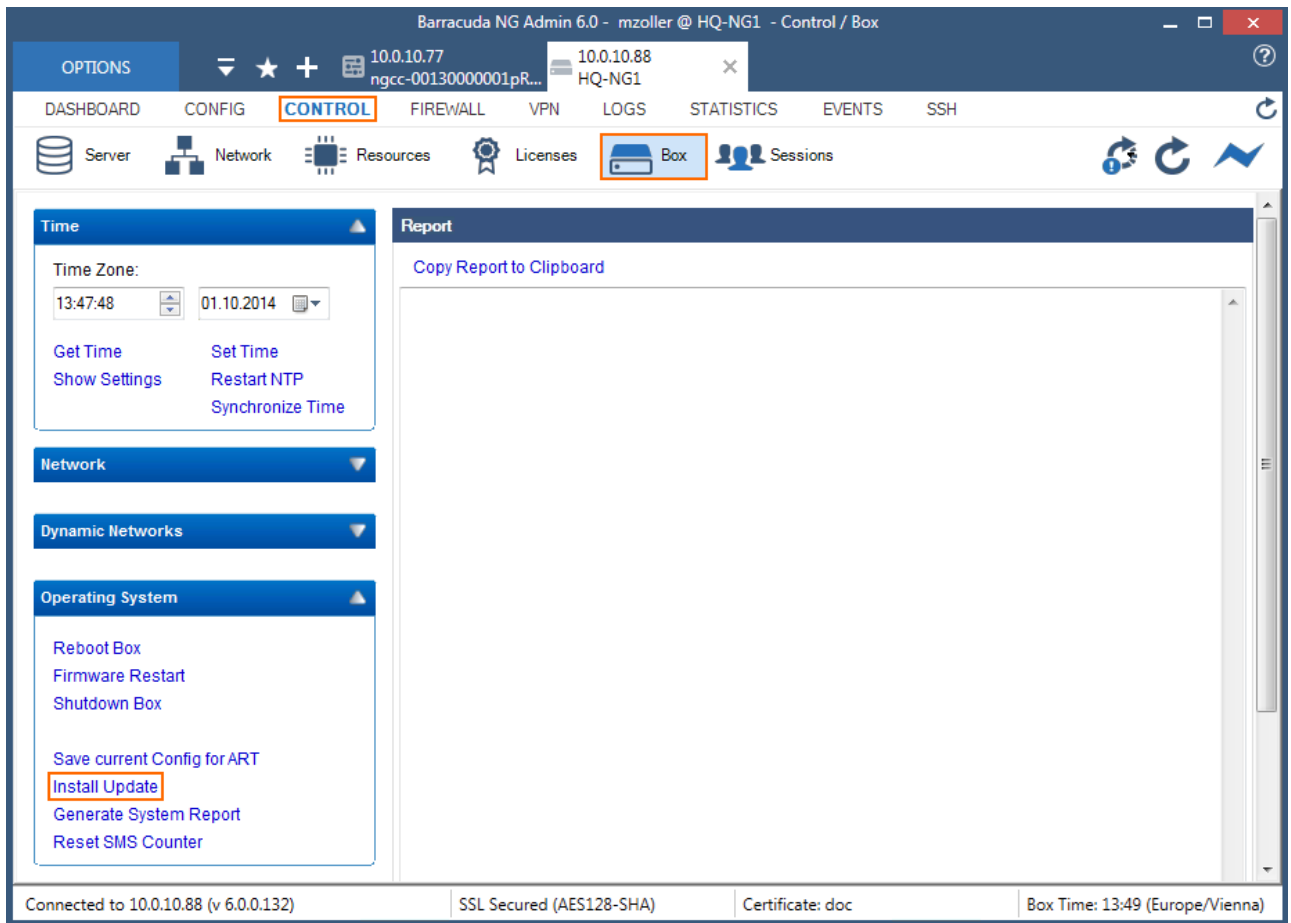 Barracuda NG Admin 6.0 - mzoller @ HQ-NG1 - Control / Box
OPTIONS
10.0.10.77
ngcc-00130000001pR...
10.0.10.88
HQ-NG1
DASHBOARD CONFIG CONTROL FIREWALL VPN LOGS STATISTICS EVENTS SSH
Server Network Resources Licenses Box Sessions
Time
Time Zone:
13:47:48 01.10.2014
Get Time Set Time
Show Settings Restart NTP
Synchronize Time
Network
Dynamic Networks
Operating System
Reboot Box
Firmware Restart
Shutdown Box
Save current Config for ART
Install Update
Generate System Report
Reset SMS Counter
Report
Copy Report to Clipboard
Connected to 10.0.10.88 (v 6.0.0.132) SSL Secured (AES128-SHA) Certificate: doc Box Time: 13:49 (Europe/Vienna)